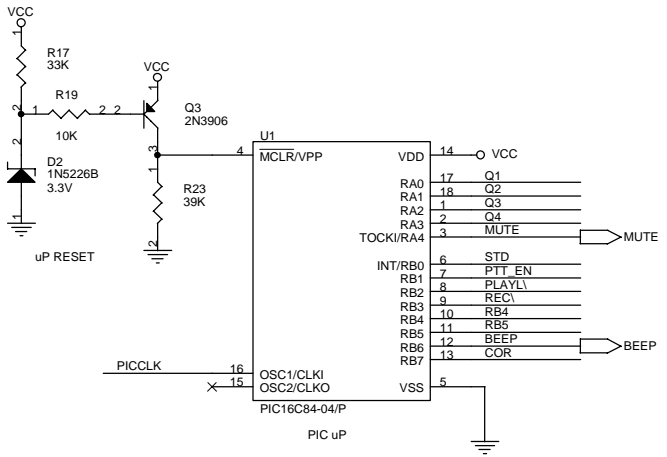 VCC
R17
33K
VCC
R19
10K
1
2
2
2
1
Q3
2N3906
3
2
D2
1N5226B
3.3V
1
1
R23
39K
2
uP RESET
U1
4
MCLR/VPP
VDD
14
VCC
RA0
17
Q1
RA1
18
Q2
RA2
1
Q3
RA3
2
Q4
TOCKI/RA4
3
MUTE
MUTE
INT/RB0
6
STD
RB1
7
PTT_EN
RB2
8
PLAYL\
RB3
9
REC\
RB4
10
RB4
RB5
11
RB5
RB6
12
BEEP
BEEP
RB7
13
COR
PICCLK
16
OSC1/CLKI
15
OSC2/CLKO
VSS
5
PIC16C84-04/P
PIC uP